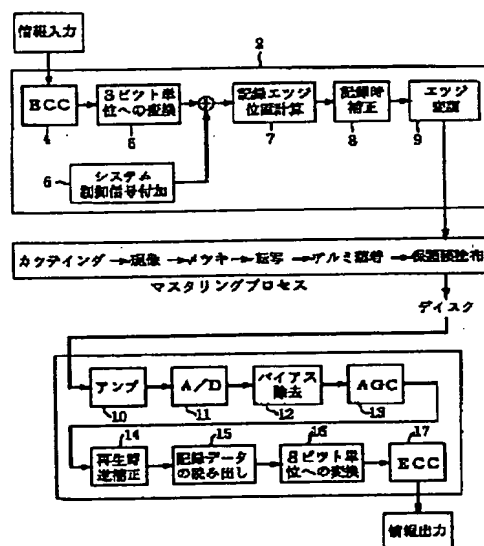 情報入力
2
ECC
4
8ビット単位への変換
5
記録エッジ位置計算
7
記録時補正
8
エッジ変調
9
6
システム制御信号付加
カッティング→現像→メッキ→転写→アルミ蒸着→保護膜塗布
マスタリングプロセス
ディスク
アンプ
10
A/D
11
バイアス除去
12
AGC
13
14
再生時逆補正
15
記録データの読み出し
16
8ビット単位への変換
17
ECC
情報出力